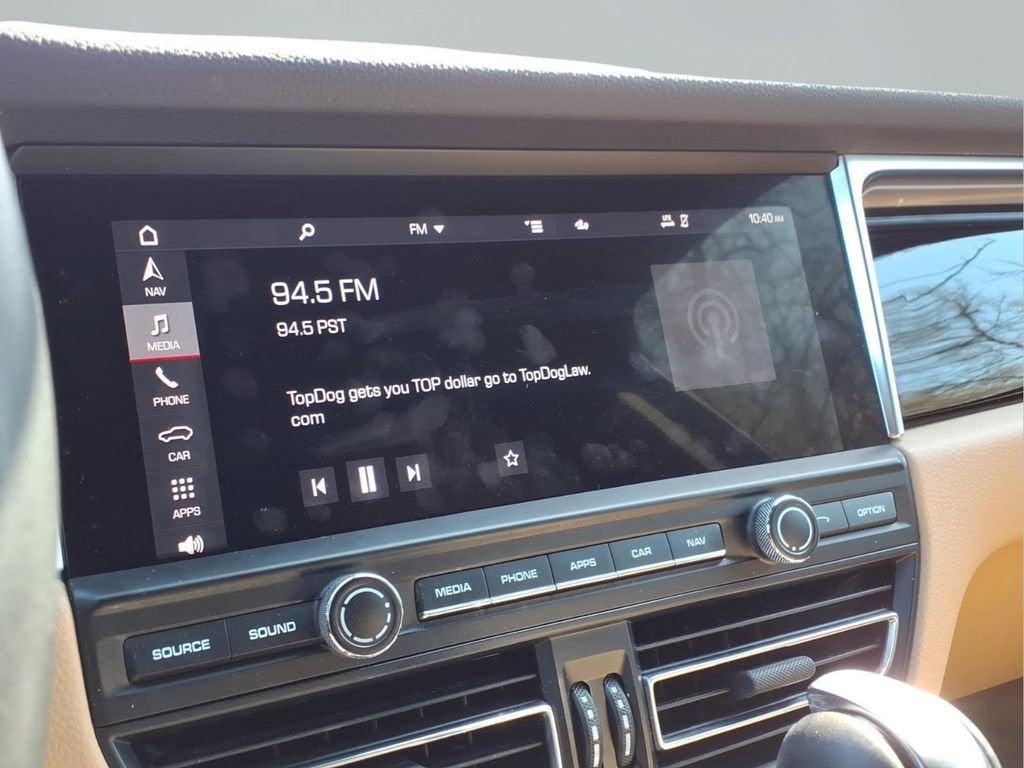 FM
LTE
10:40 AM
NAV
MEDIA
PHONE
CAR
APPS
94.5 FM
94.5 PST
TopDog gets you TOP dollar go to TopDogLaw.
com
SOURCE
SOUND
MEDIA
PHONE
APPS
CAR
NAV
OPTION